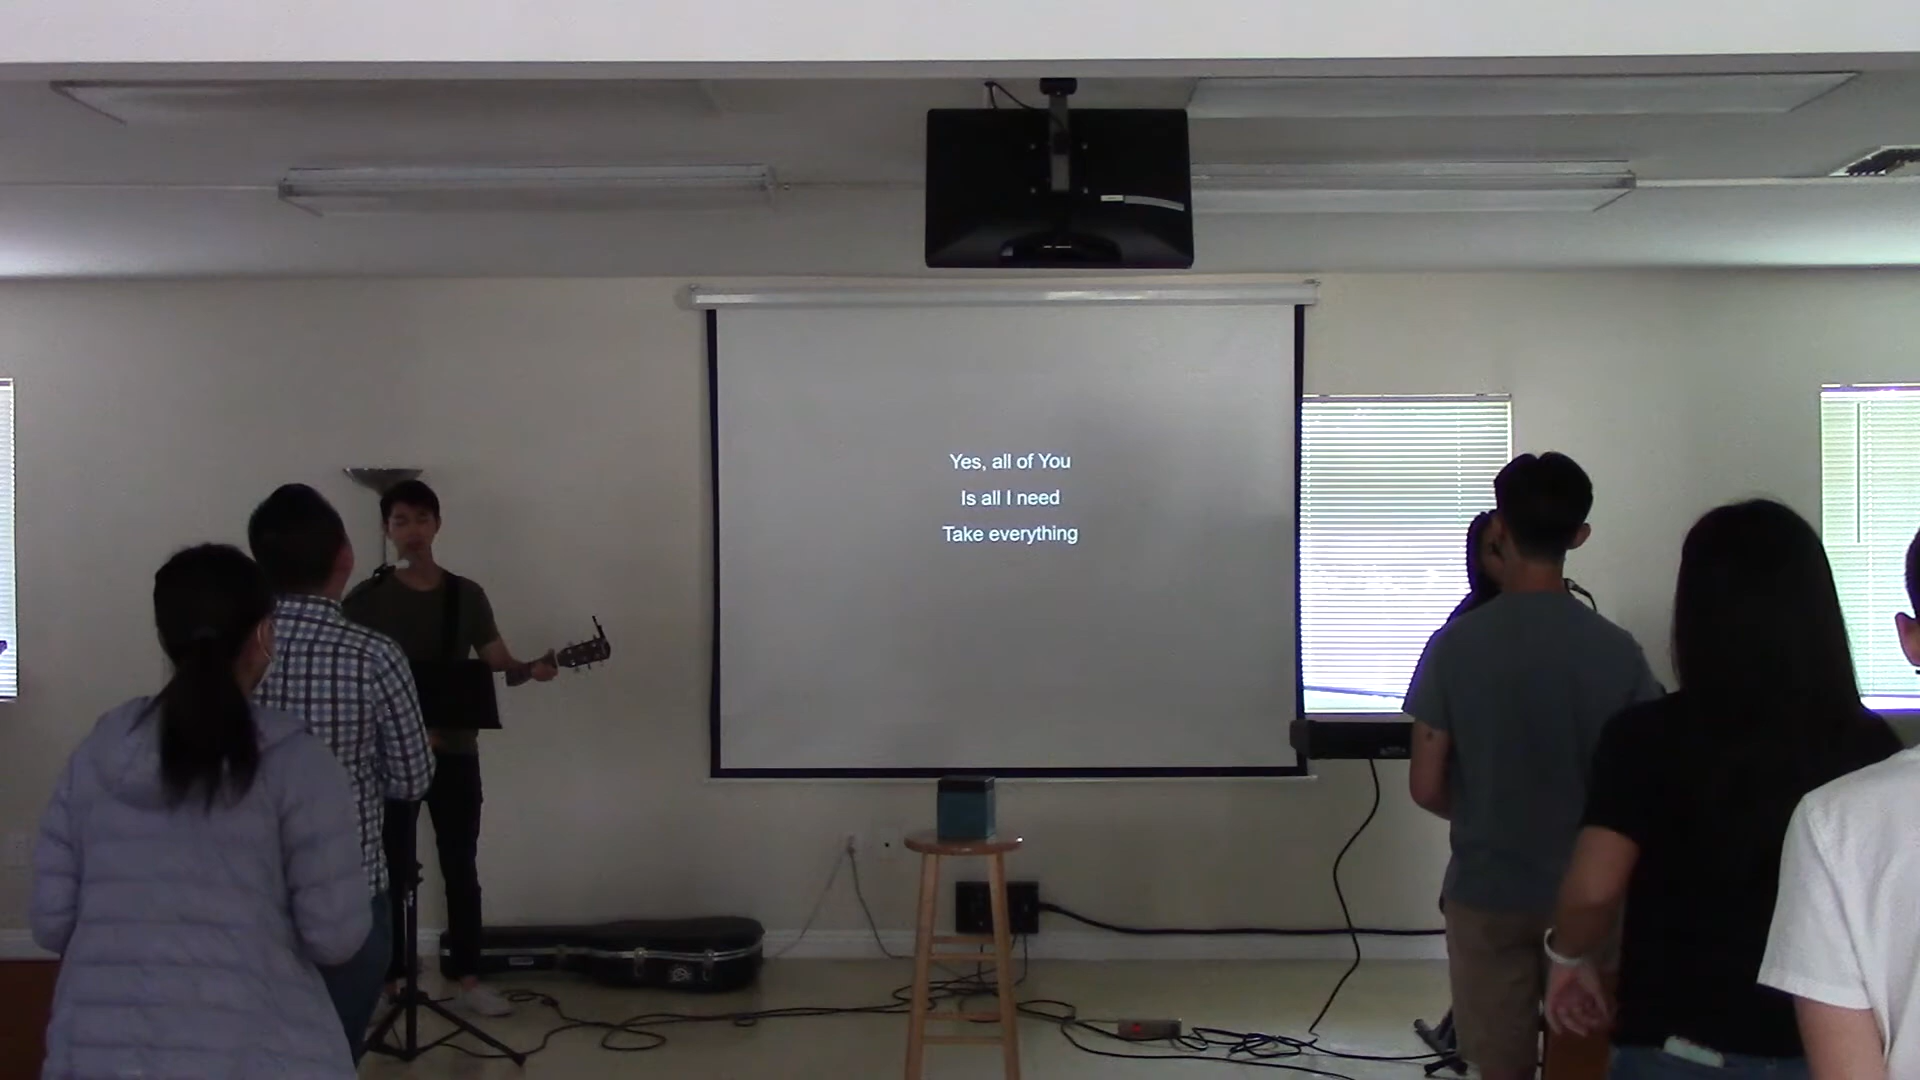 Yes, all of You
Is all I need
Take everything